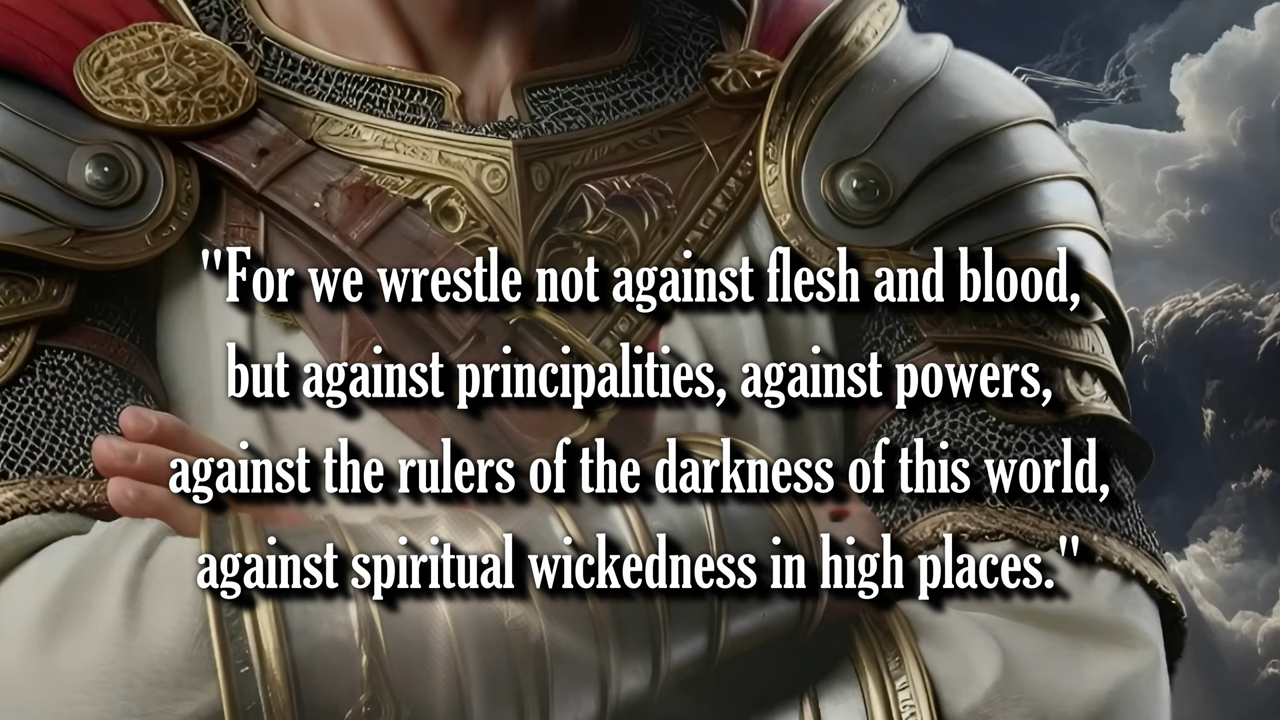 "For we wrestle not against flesh and blood,
but against principalities, against powers,
against the rulers of the darkness of this world,
against spiritual wickedness in high places."